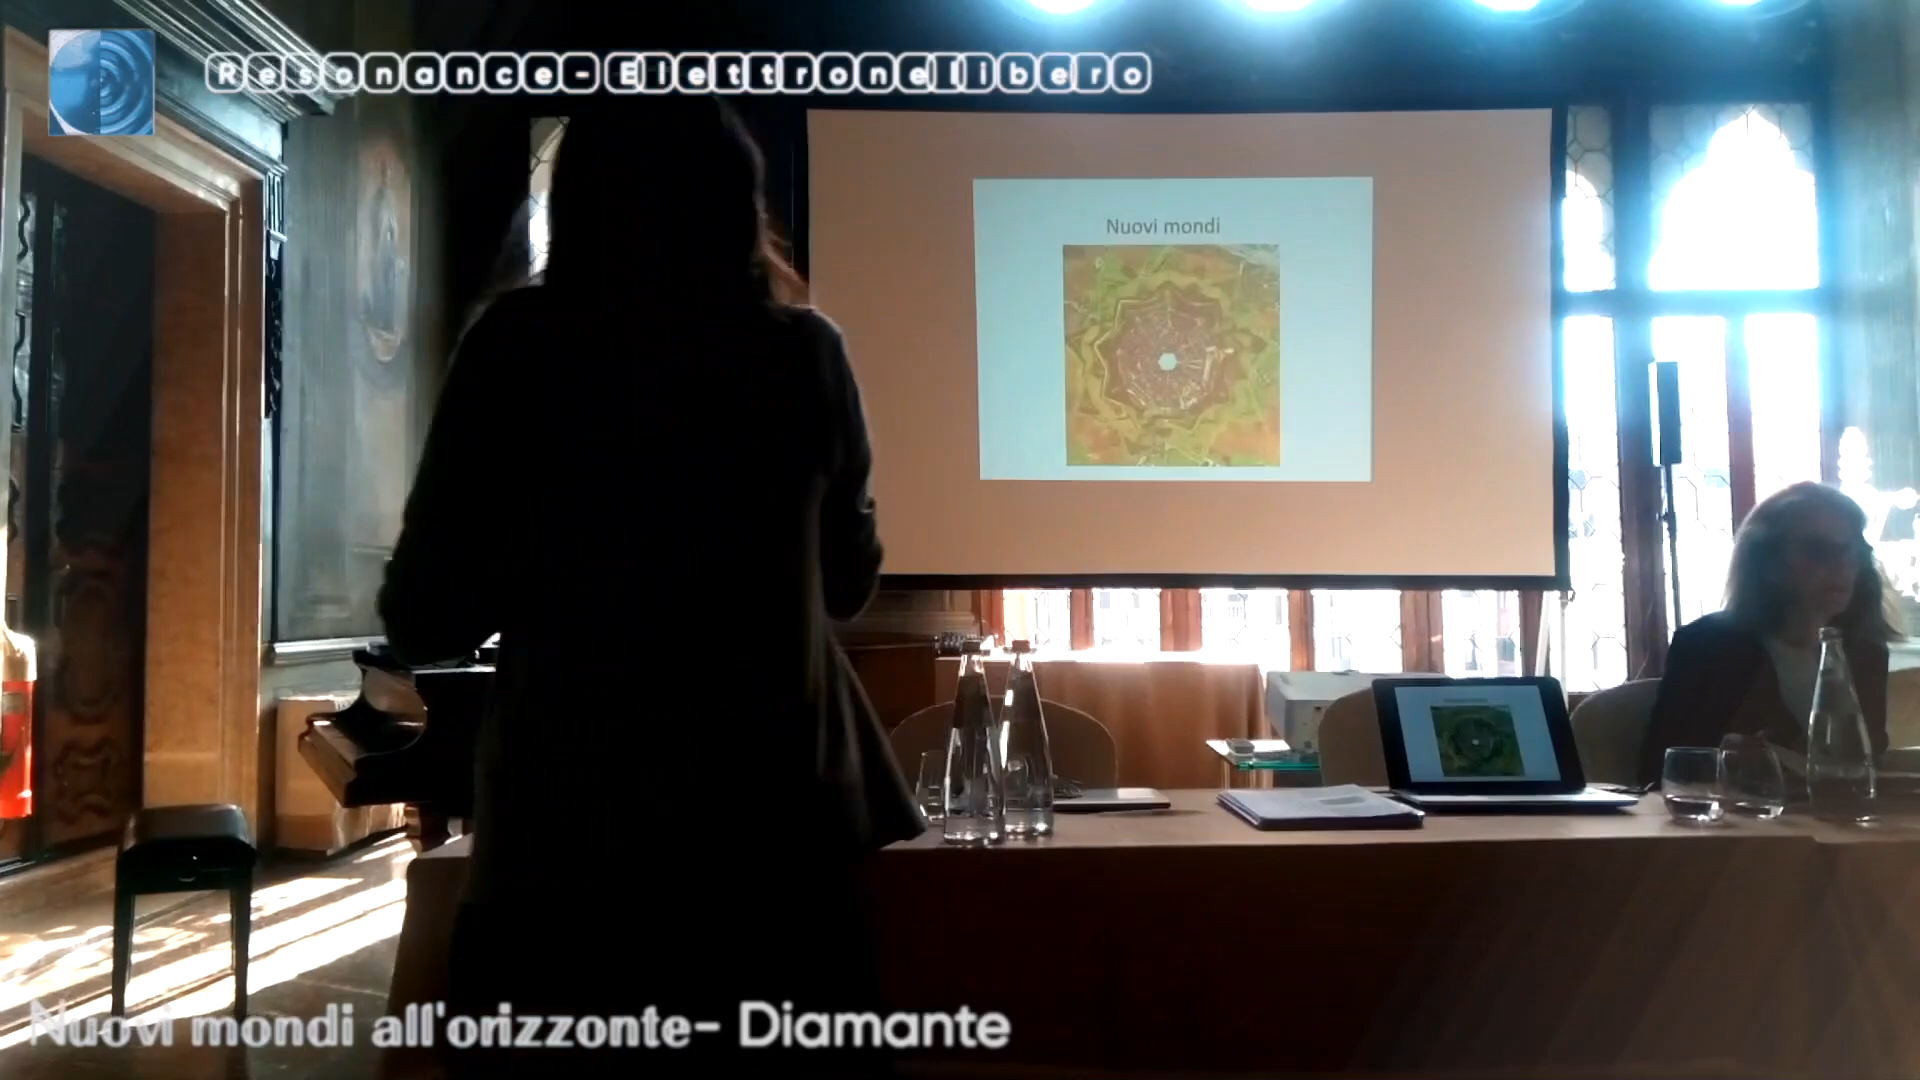 Resonance-Elettronelibero
Nuovi mondi
Nuovi mondi all'orizzonte- Diamante